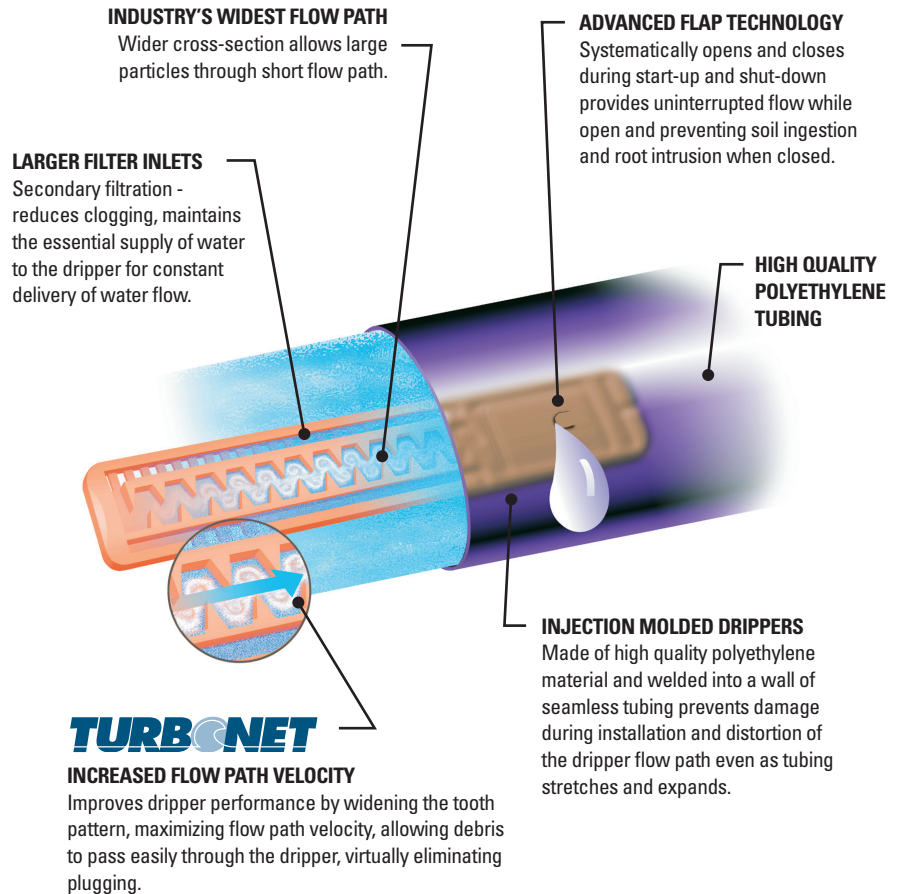 INDUSTRY'S WIDEST FLOW PATH
Wider cross-section allows large
particles through short flow path.
ADVANCED FLAP TECHNOLOGY
Systematically opens and closes
during start-up and shut-down
provides uninterrupted flow while
open and preventing soil ingestion
and root intrusion when closed.
LARGER FILTER INLETS
Secondary filtration -
reduces clogging, maintains
the essential supply of water
to the dripper for constant
delivery of water flow.
HIGH QUALITY
POLYETHYLENE
TUBING
INJECTION MOLDED DRIPPERS
Made of high quality polyethylene
material and welded into a wall of
seamless tubing prevents damage
during installation and distortion of
the dripper flow path even as tubing
stretches and expands.
TURBONET
INCREASED FLOW PATH VELOCITY
Improves dripper performance by widening the tooth
pattern, maximizing flow path velocity, allowing debris
to pass easily through the dripper, virtually eliminating
plugging.